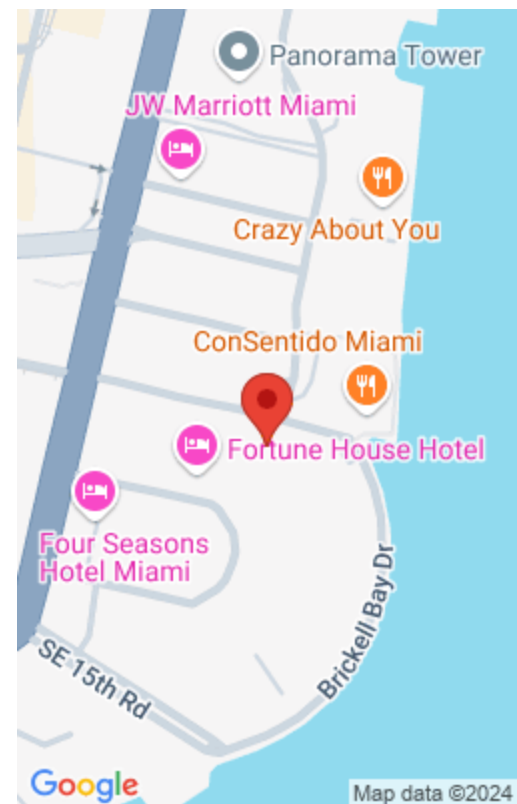 Panorama Tower
JW Marriott Miami
Crazy About You
ConSentido Miami
Fortune House Hotel
Four Seasons
Hotel Miami
Brickell Bay Dr
SE 15th Rd
Google
Map data ©2024